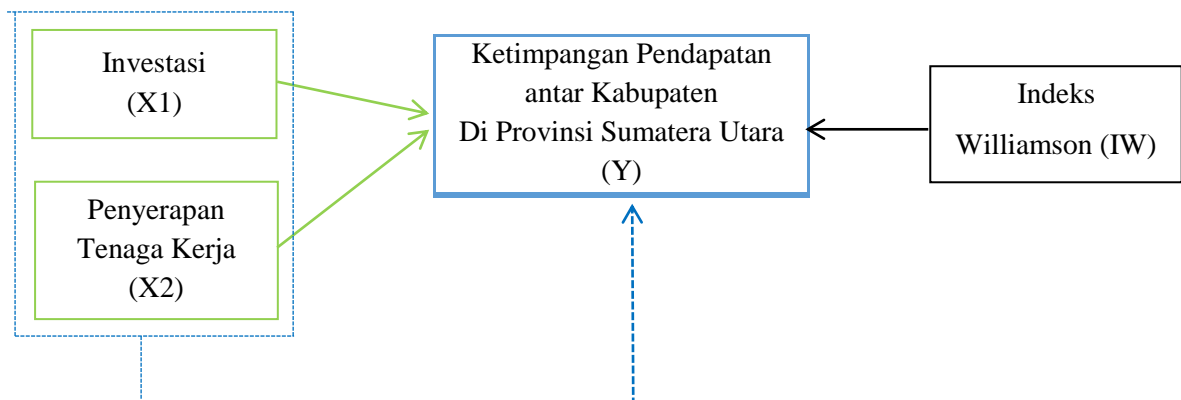 Investasi
(X1)
Penyerapan
Tenaga Kerja
(X2)
Ketimpangan Pendapatan
antar Kabupaten
Di Provinsi Sumatera Utara
(Y)
Indeks
Williamson (IW)